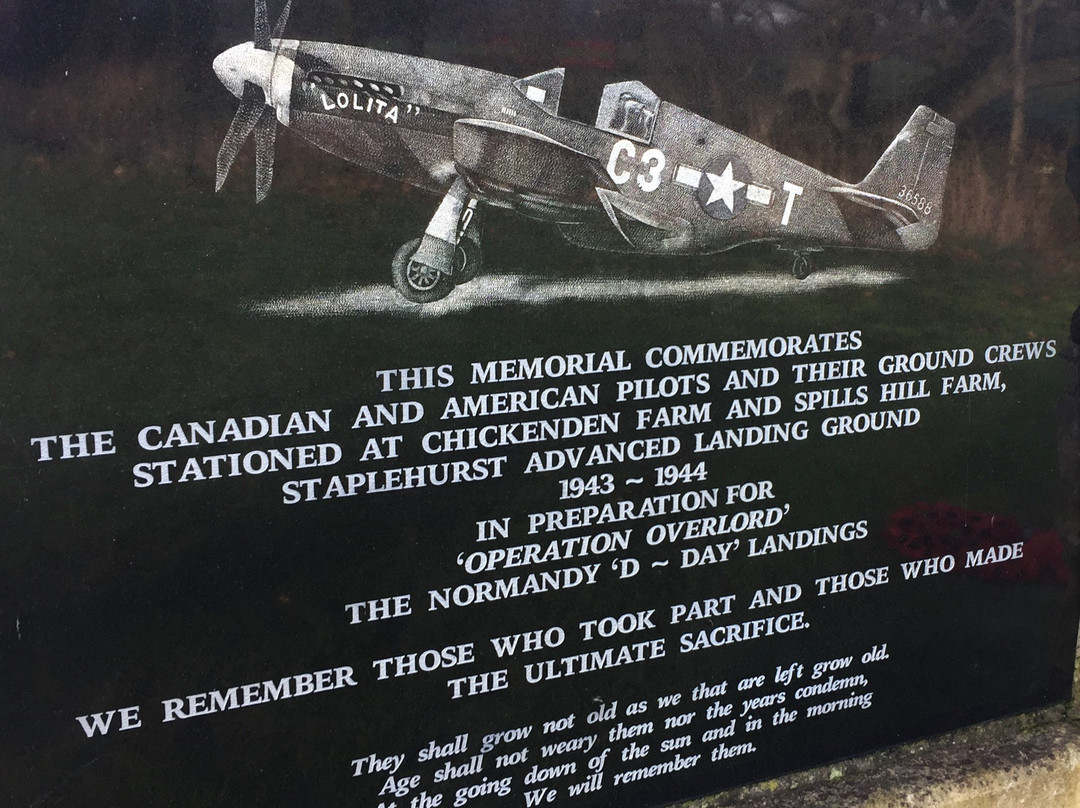 "LOLITA"
C3 T
36588
THIS MEMORIAL COMMEMORATES
THE CANADIAN AND AMERICAN PILOTS AND THEIR GROUND CREWS
STATIONED AT CHICKENDEN FARM AND SPILLS HILL FARM,
STAPLEHURST ADVANCED LANDING GROUND
1943 ~ 1944
IN PREPARATION FOR
'OPERATION OVERLORD'
THE NORMANDY 'D ~ DAY' LANDINGS
WE REMEMBER THOSE WHO TOOK PART AND THOSE WHO MADE
THE ULTIMATE SACRIFICE.
They shall grow not old as we that are left grow old.
Age shall not weary them nor the years condemn,
At the going down of the sun and in the morning
We will remember them.